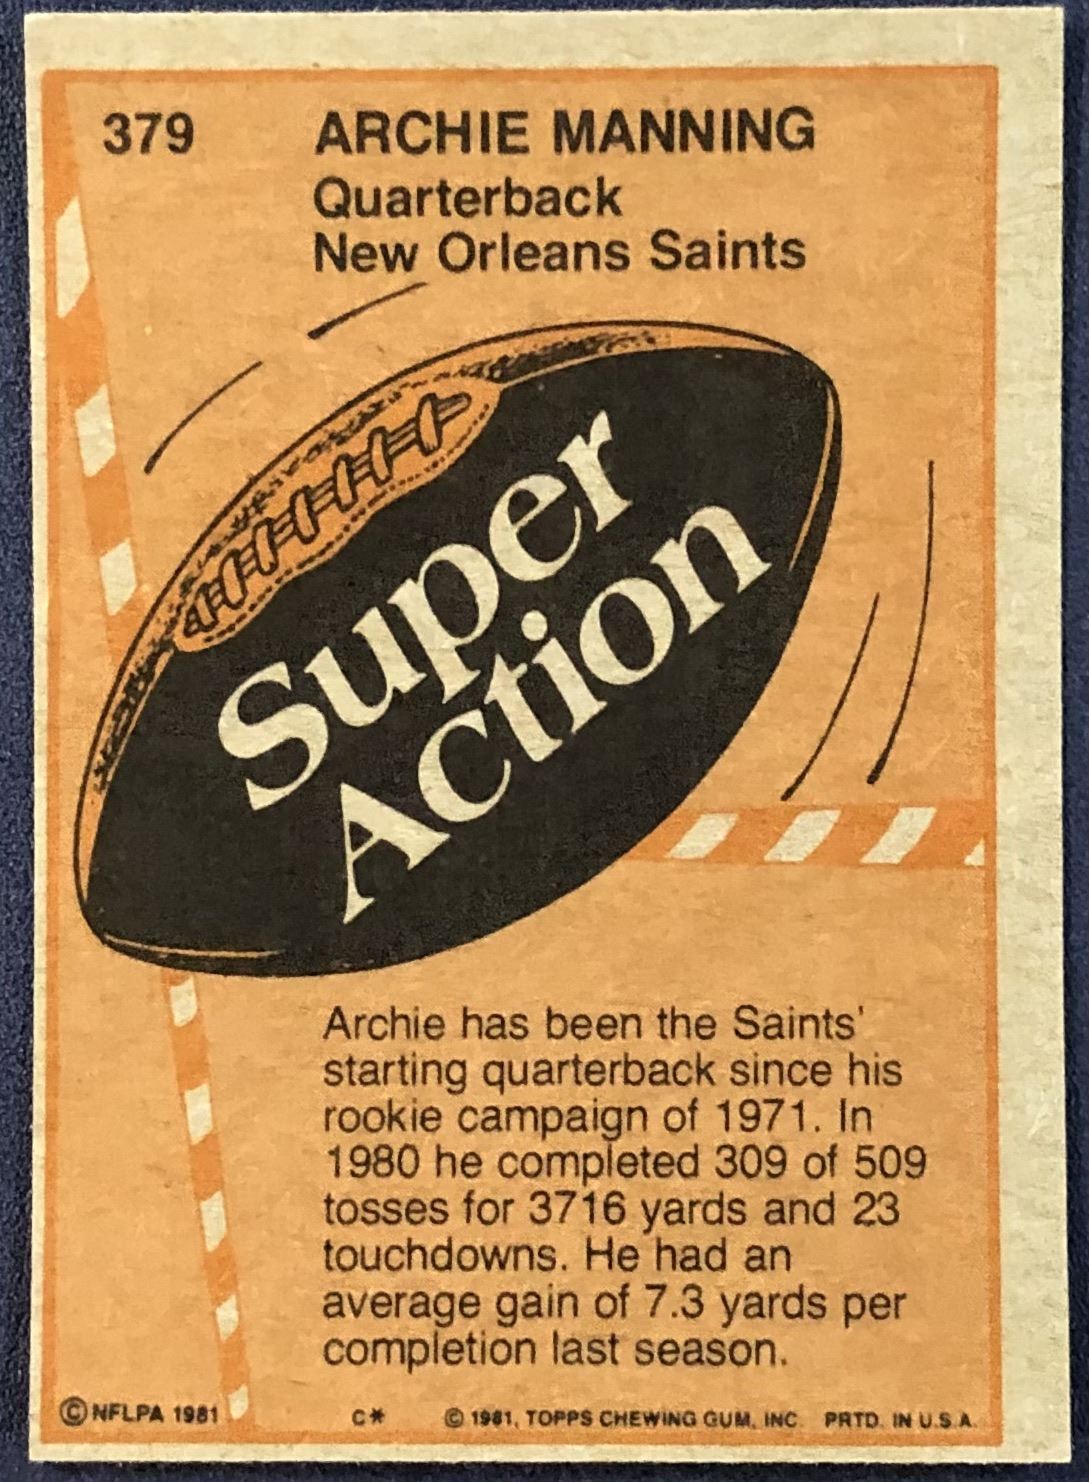 379 ARCHIE MANNING
Quarterback
New Orleans Saints
Super
Action
Archie has been the Saints'
starting quarterback since his
rookie campaign of 1971. In
1980 he completed 309 of 509
tosses for 3716 yards and 23
touchdowns. He had an
average gain of 7.3 yards per
completion last season.
© NFLPA 1981 C* © 1981, TOPPS CHEWING GUM, INC. PRTD. IN U.S.A.